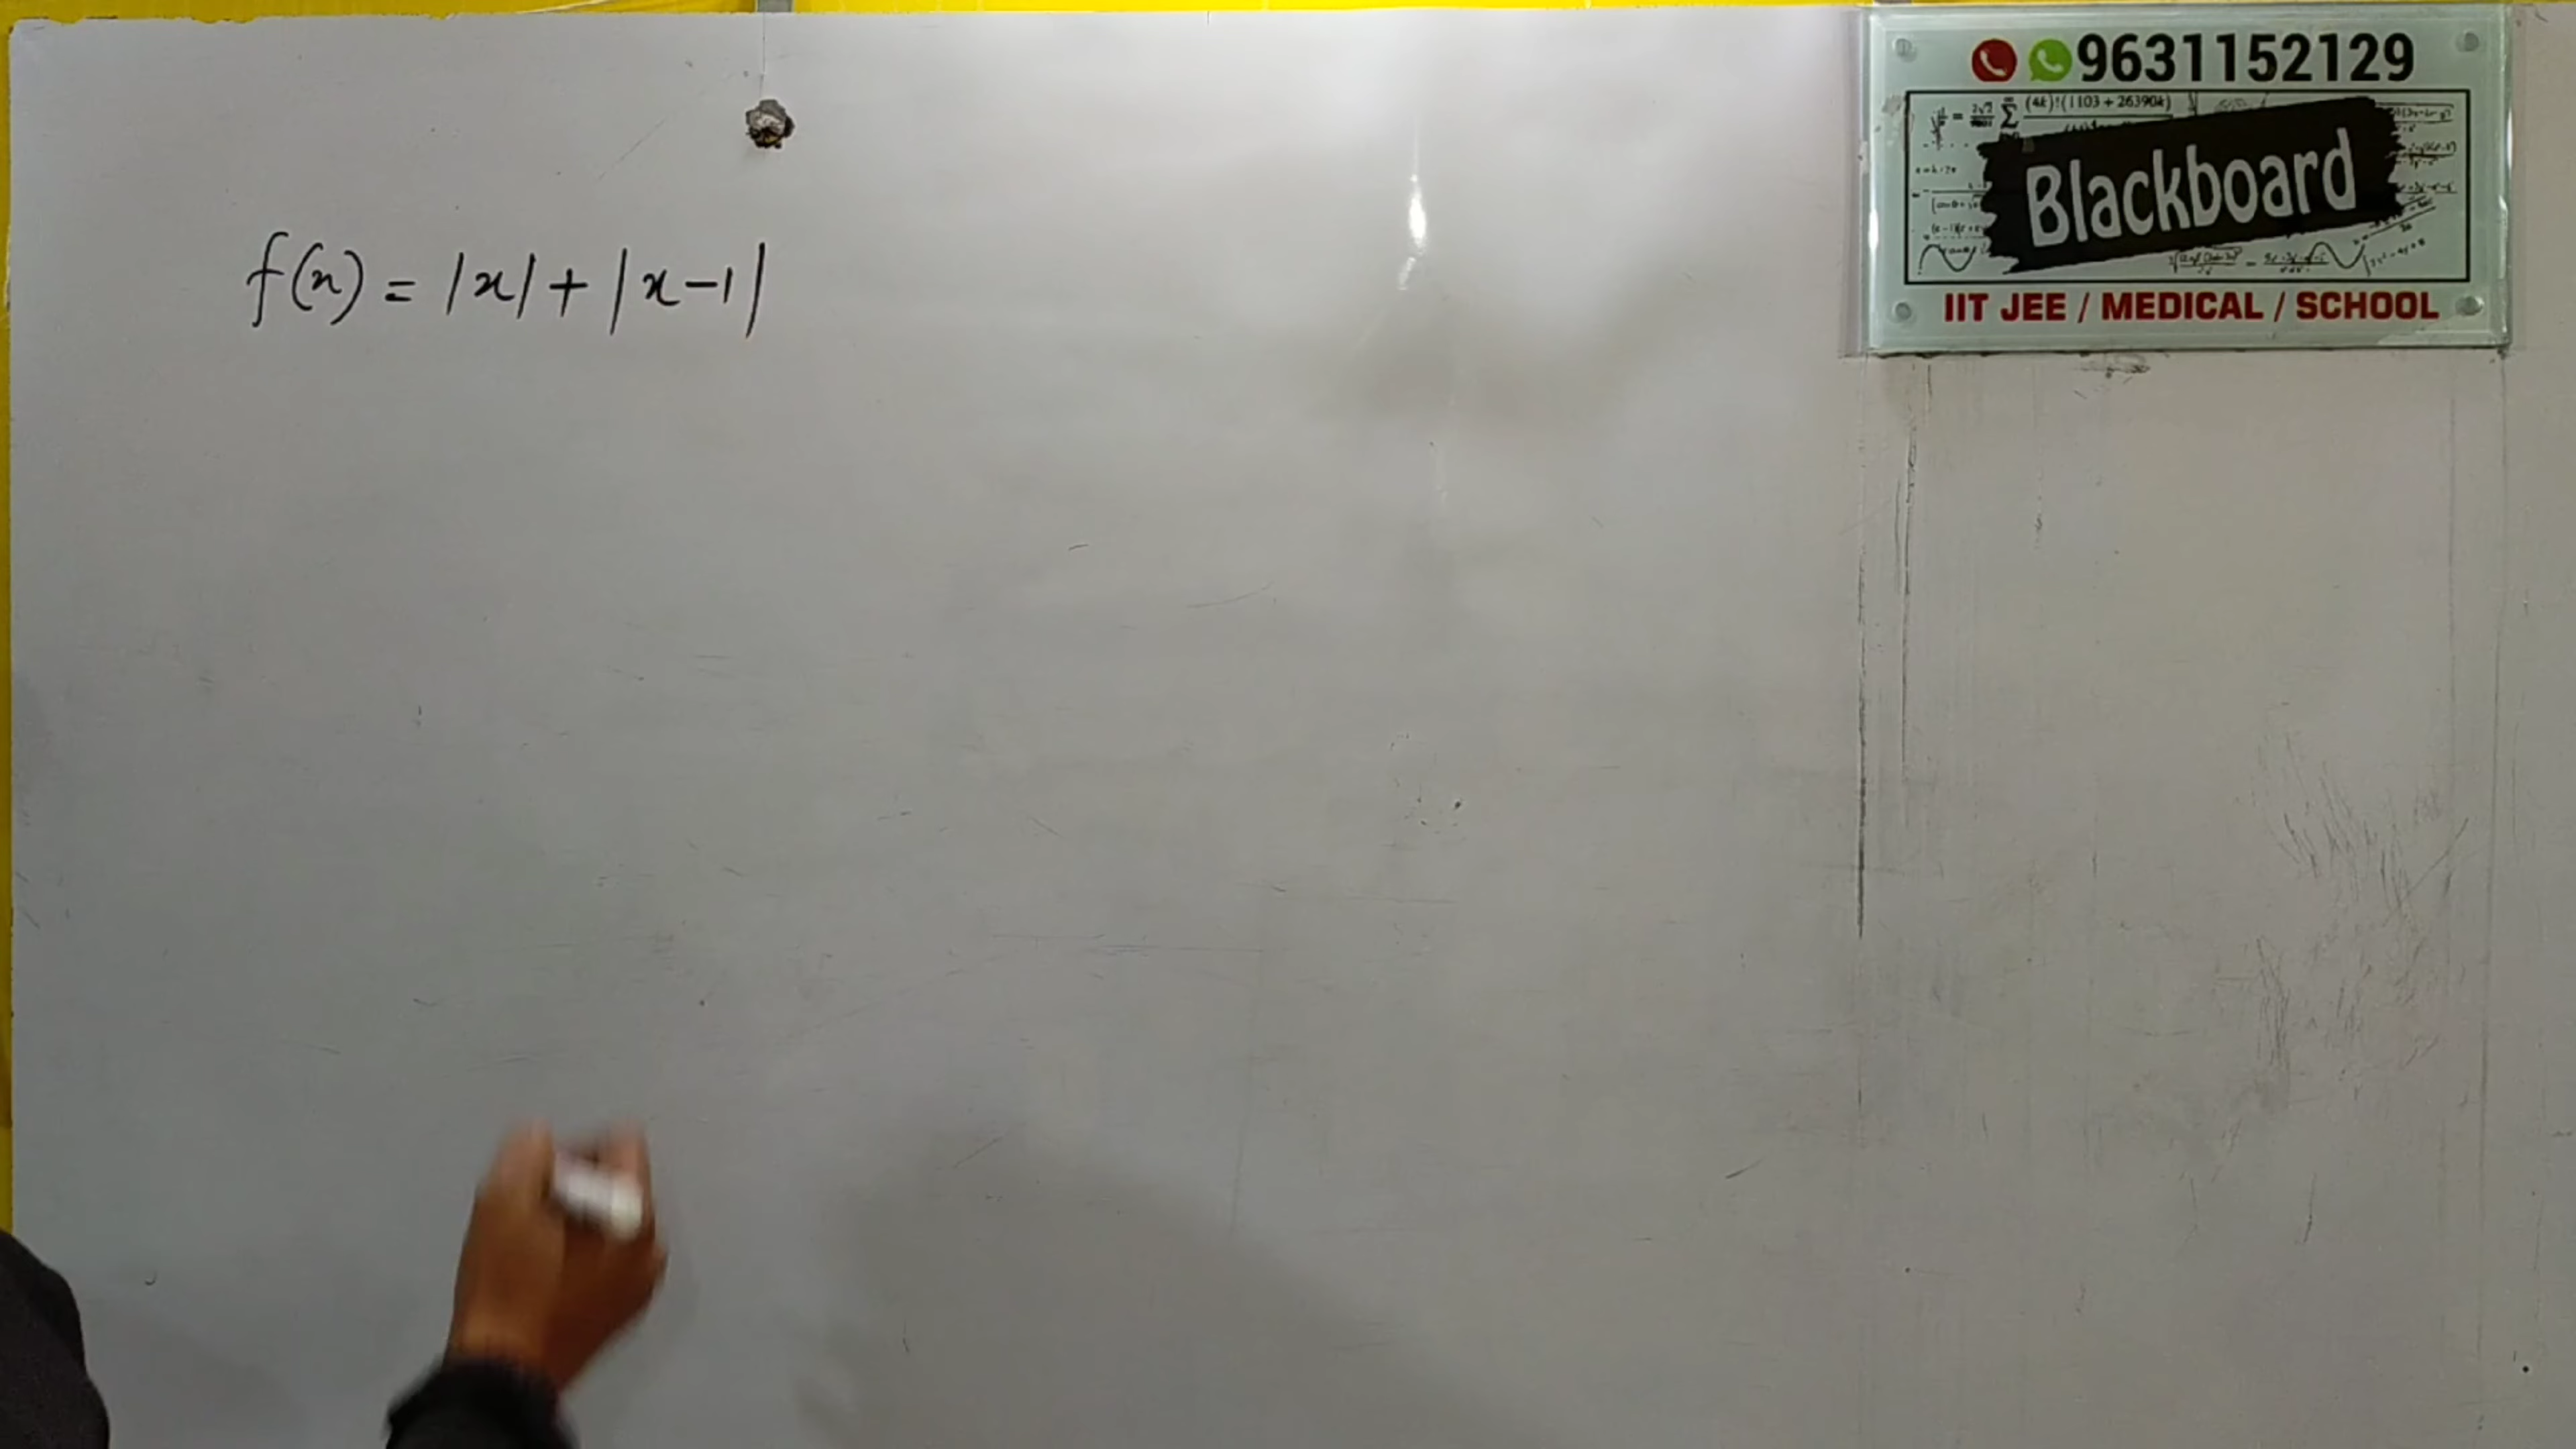 f(x) = |x| + |x-1|
9631152129
Blackboard
IIT JEE / MEDICAL / SCHOOL